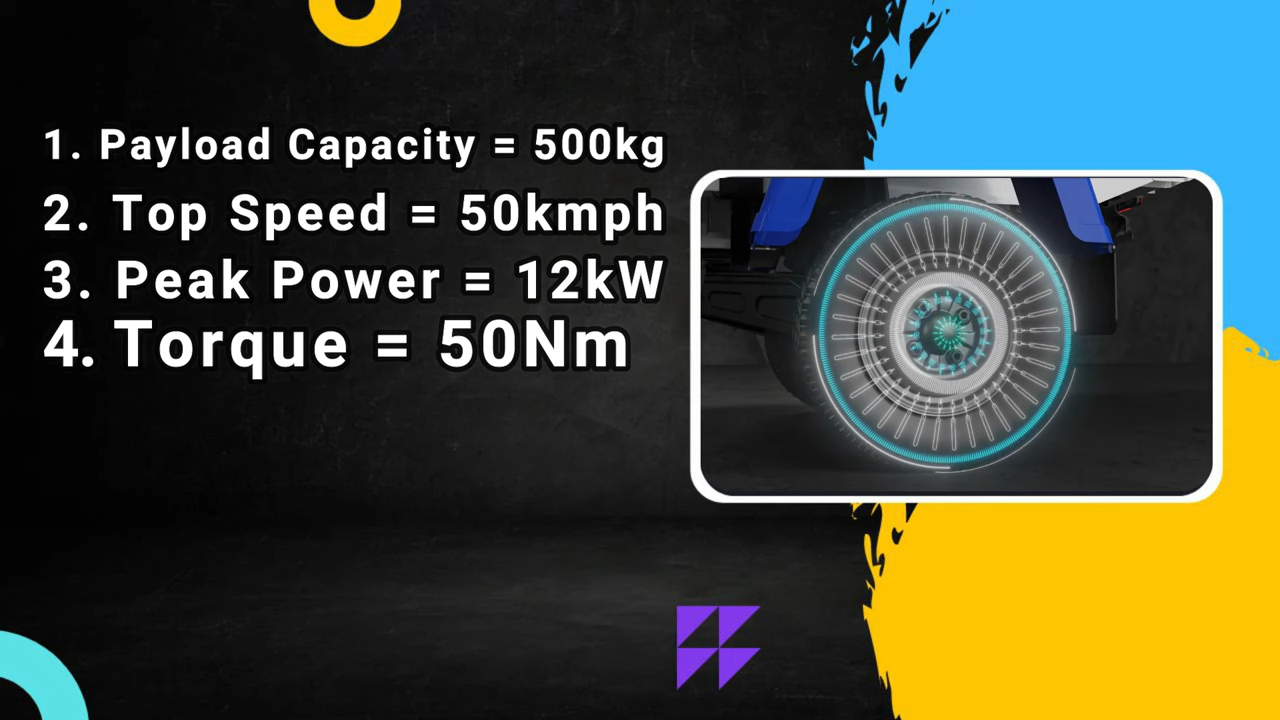 1. Payload Capacity = 500kg
2. Top Speed = 50kmph
3. Peak Power = 12kW
4. Torque = 50Nm